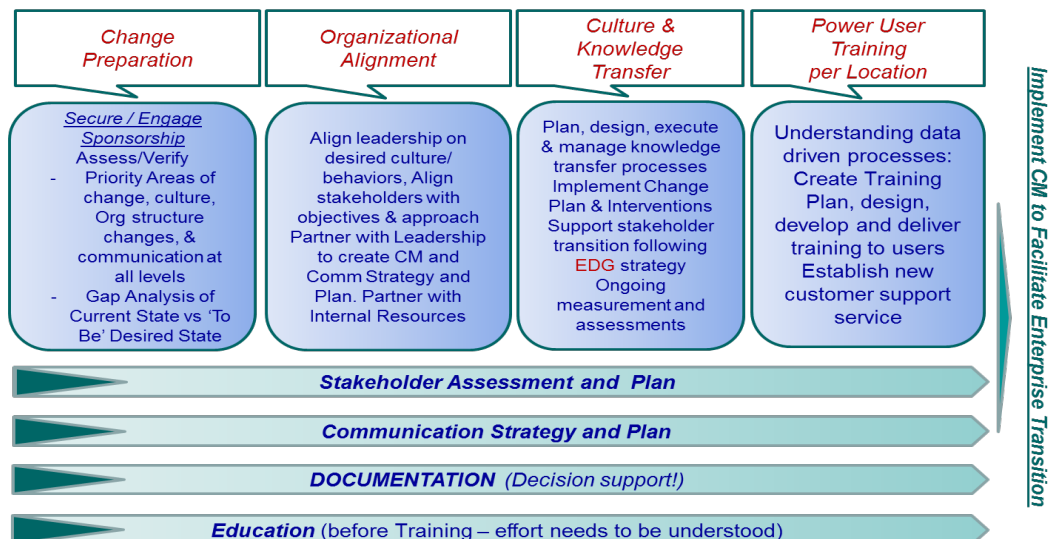 Change
Preparation
Organizational
Alignment
Culture &
Knowledge
Transfer
Power User
Training
per Location
Secure / Engage
Sponsorship
Assess/Verify
- Priority Areas of
change, culture,
Org structure
changes, &
communication at
all levels
- Gap Analysis of
Current State vs ‘To
Be’ Desired State
Align leadership on
desired culture/
behaviors, Align
stakeholders with
objectives & approach
Partner with Leadership
to create CM and
Comm Strategy and
Plan. Partner with
Internal Resources
Plan, design, execute
& manage knowledge
transfer processes
Implement Change
Plan & Interventions
Support stakeholder
transition following
EDG strategy
Ongoing
measurement and
assessments
Understanding data
driven processes:
Create Training
Plan, design,
develop and deliver
training to users
Establish new
customer support
service
Stakeholder Assessment and Plan
Communication Strategy and Plan
DOCUMENTATION (Decision support!)
Education (before Training – effort needs to be understood)
Implement CM to Facilitate Enterprise Transition